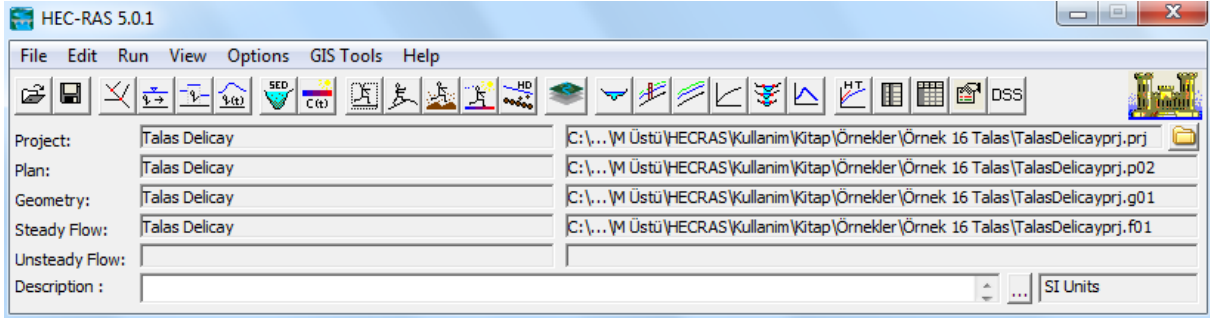 HEC-RAS 5.0.1
File Edit Run View Options GIS Tools Help
SED C(t) HD HT DSS
Project: Talas Delicay C:\...\M Üstü\HECRAS\Kullanim\Kitap\Örnekler\Örnek 16 Talas\TalasDelicayprj.prj
Plan: Talas Delicay C:\...\M Üstü\HECRAS\Kullanim\Kitap\Örnekler\Örnek 16 Talas\TalasDelicayprj.p02
Geometry: Talas Delicay C:\...\M Üstü\HECRAS\Kullanim\Kitap\Örnekler\Örnek 16 Talas\TalasDelicayprj.g01
Steady Flow: Talas Delicay C:\...\M Üstü\HECRAS\Kullanim\Kitap\Örnekler\Örnek 16 Talas\TalasDelicayprj.f01
Unsteady Flow:
Description : ... SI Units